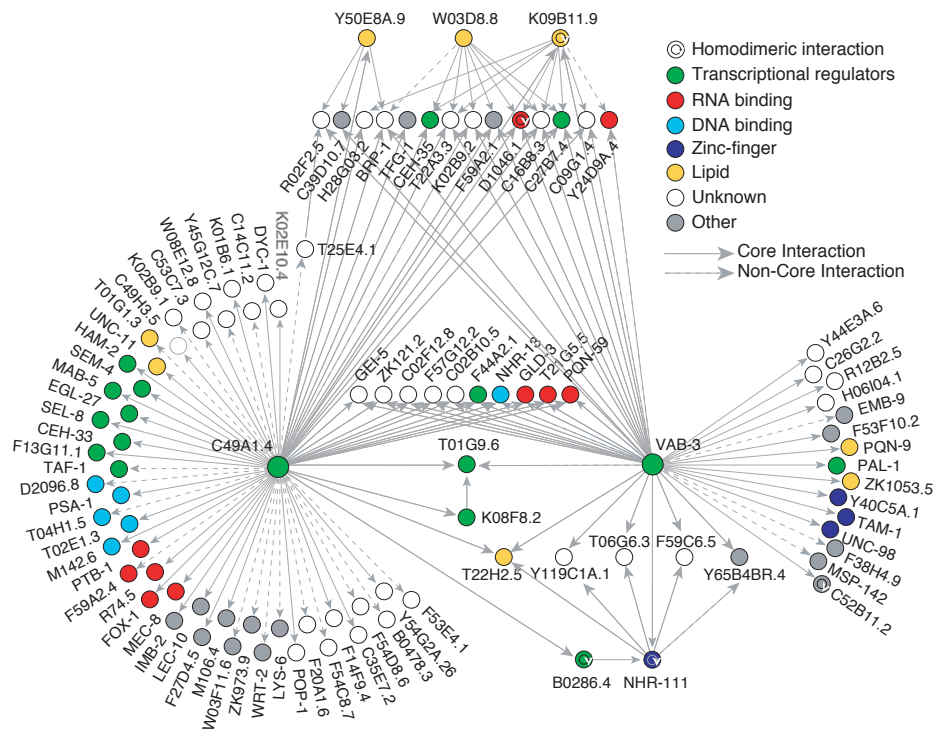 Y50E8A.9
W03D8.8
K09B11.9
Homodimeric interaction
Transcriptional regulators
RNA binding
DNA binding
Zinc-finger
Lipid
Unknown
Other
Core Interaction
Non-Core Interaction
R02F2.5
C39D10.7
H28G03.2
BRP-1
TFG-1
CEH-35
T22A3.3
K02B9.2
F59A2.1
D1046.1
C16B8.3
C27B7.4
C09G1.4
Y24D9A.4
T25E4.1
K02E10.4
DYC-1
C14C11.2
K01B6.1
Y45G12C.7
W08E12.8
C53C7.3
K02B9.1
C49H3.5
T01G1.3
UNC-11
HAM-2
SEM-4
MAB-5
EGL-27
SEL-8
CEH-33
F13G11.1
TAF-1
D2096.8
PSA-1
T04H1.5
T02E1.3
M142.6
PTB-1
F59A2.4
R74.5
FOX-1
MEC-8
IMB-2
LEC-10
F27D4.5
M106.4
W03F11.6
ZK973.9
WRT-2
LYS-9
POP-1
F20A1.6
F54C8.7
F14F9.4
C35E7.2
F54D8.6
B0478.3
Y54G2A.26
F53E4.1
C49A1.4
GEI-5
ZK121.2
C02F12.8
F57G12.2
C02B10.5
F44A2.1
NHR-13
GLD-3
T21G5.5
PQN-59
T01G9.6
VAB-3
K08F8.2
T22H2.5
Y119C1A.1
T06G6.3
F59C6.5
Y65B4BR.4
B0286.4
NHR-111
Y44E3A.6
C26G2.2
R12B2.5
H06I04.1
EMB-9
F53F10.2
PQN-9
PAL-1
ZK1053.5
Y40C5A.1
TAM-1
UNC-98
F38H4.9
MSP-142
C52B11.2